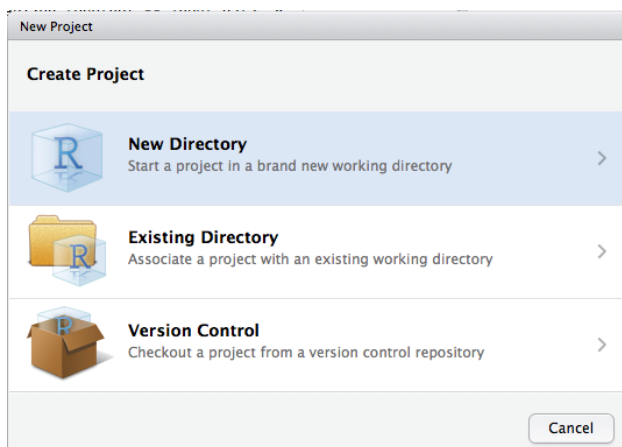 New Project
Create Project
New Directory
Start a project in a brand new working directory
Existing Directory
Associate a project with an existing working directory
Version Control
Checkout a project from a version control repository
Cancel